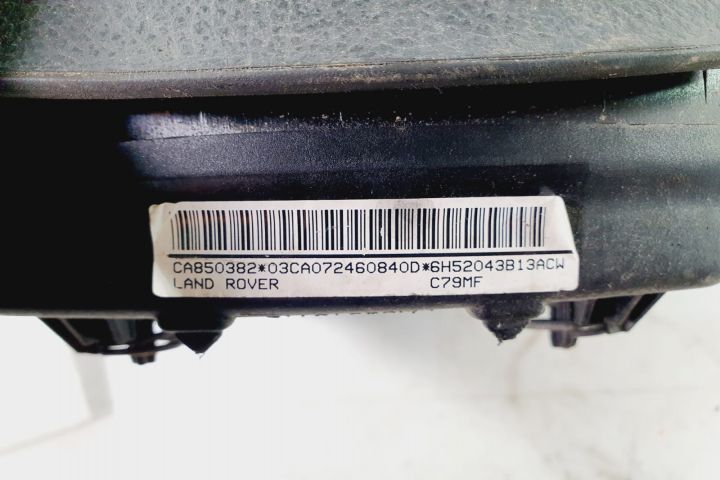 CA850382*03CA072460840D*6H52043B13ACW
LAND ROVER C79MF